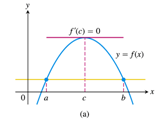 y
f'(c) = 0
y = f(x)
0
a
c
b
x
(a)